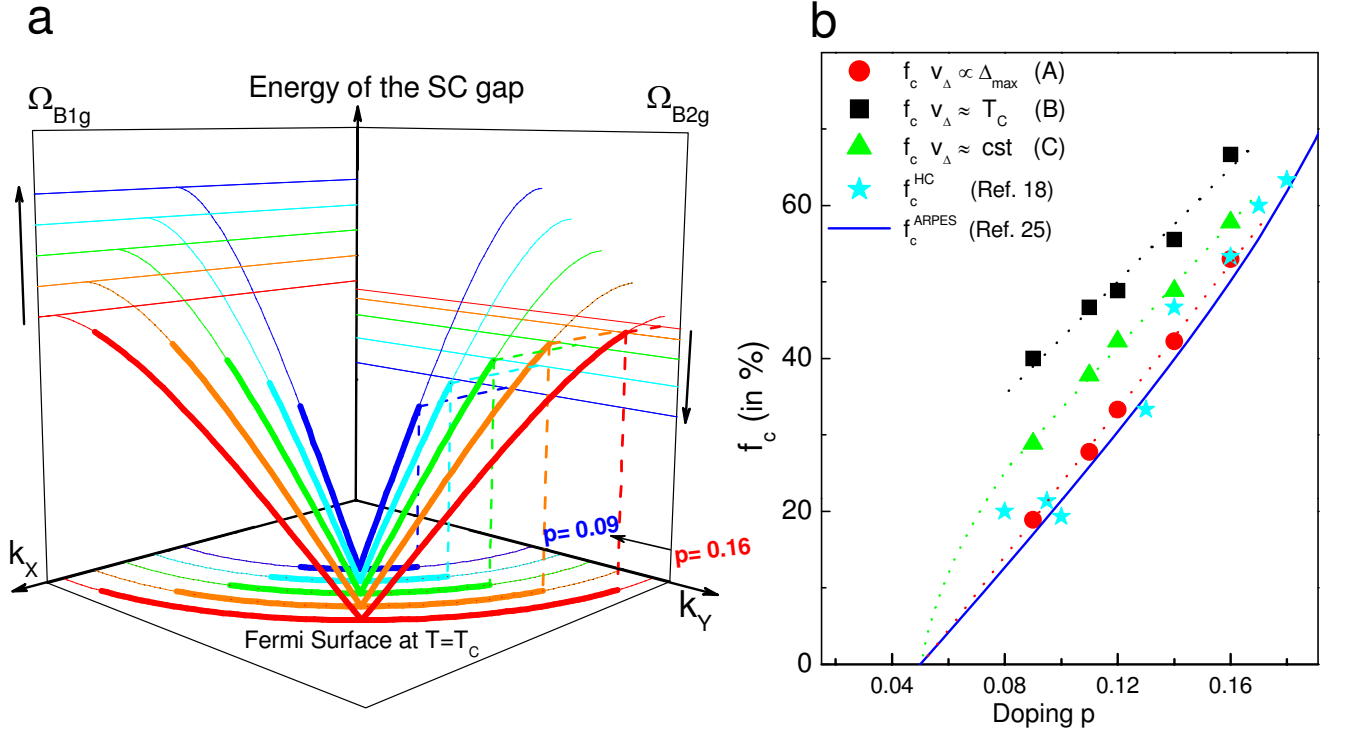 a
Energy of the SC gap
Ω_B1g
Ω_B2g
p= 0.09
p= 0.16
k_X
k_Y
Fermi Surface at T=T_C
b
f_c v_Δ ∝ Δ_max (A)
f_c v_Δ ≈ T_C (B)
f_c v_Δ ≈ cst (C)
f_c^HC (Ref. 18)
f_c^ARPES (Ref. 25)
f_c (in %)
60
40
20
0
0.04 0.08 0.12 0.16
Doping p